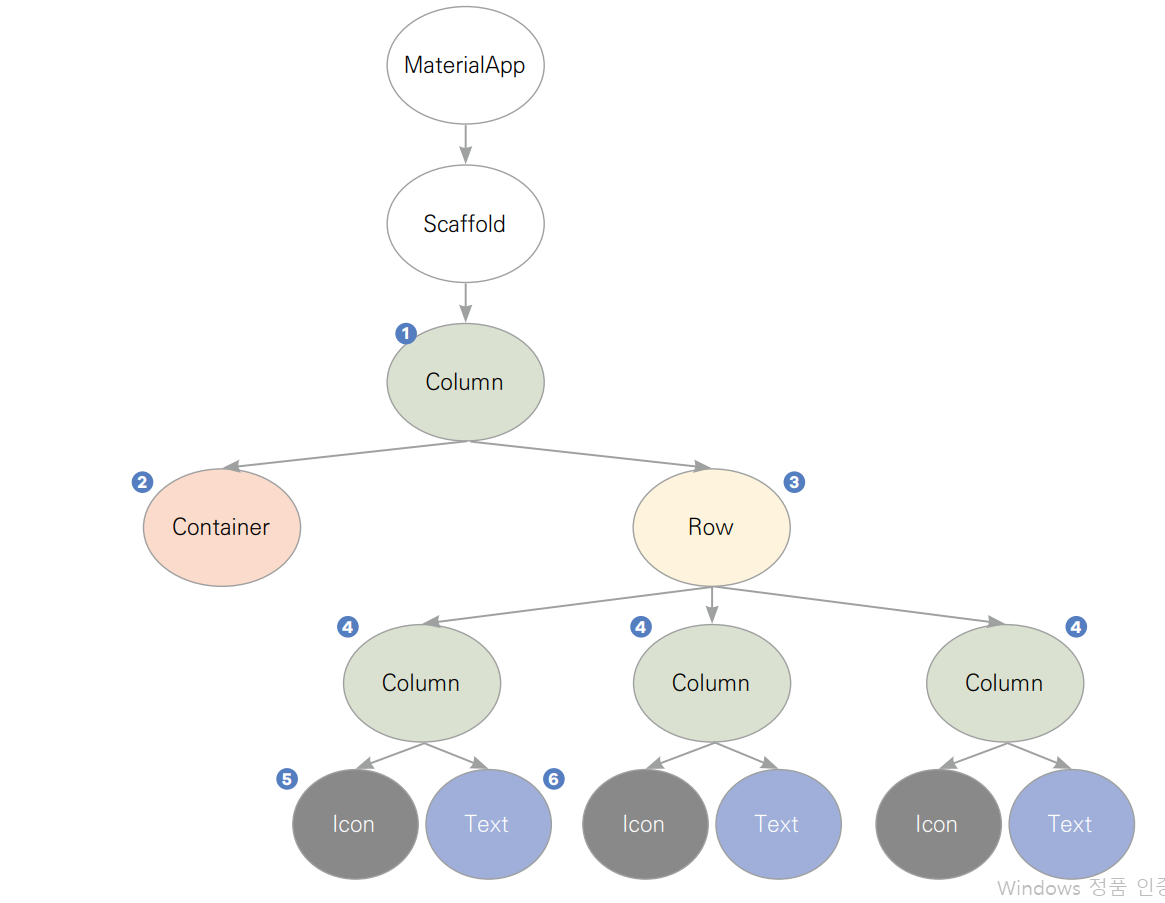 MaterialApp
Scaffold
1
Column
2
Container
3
Row
4
Column
4
Column
4
Column
5
Icon
Text
6
Icon
Text
Icon
Text
Windows 정품 인증